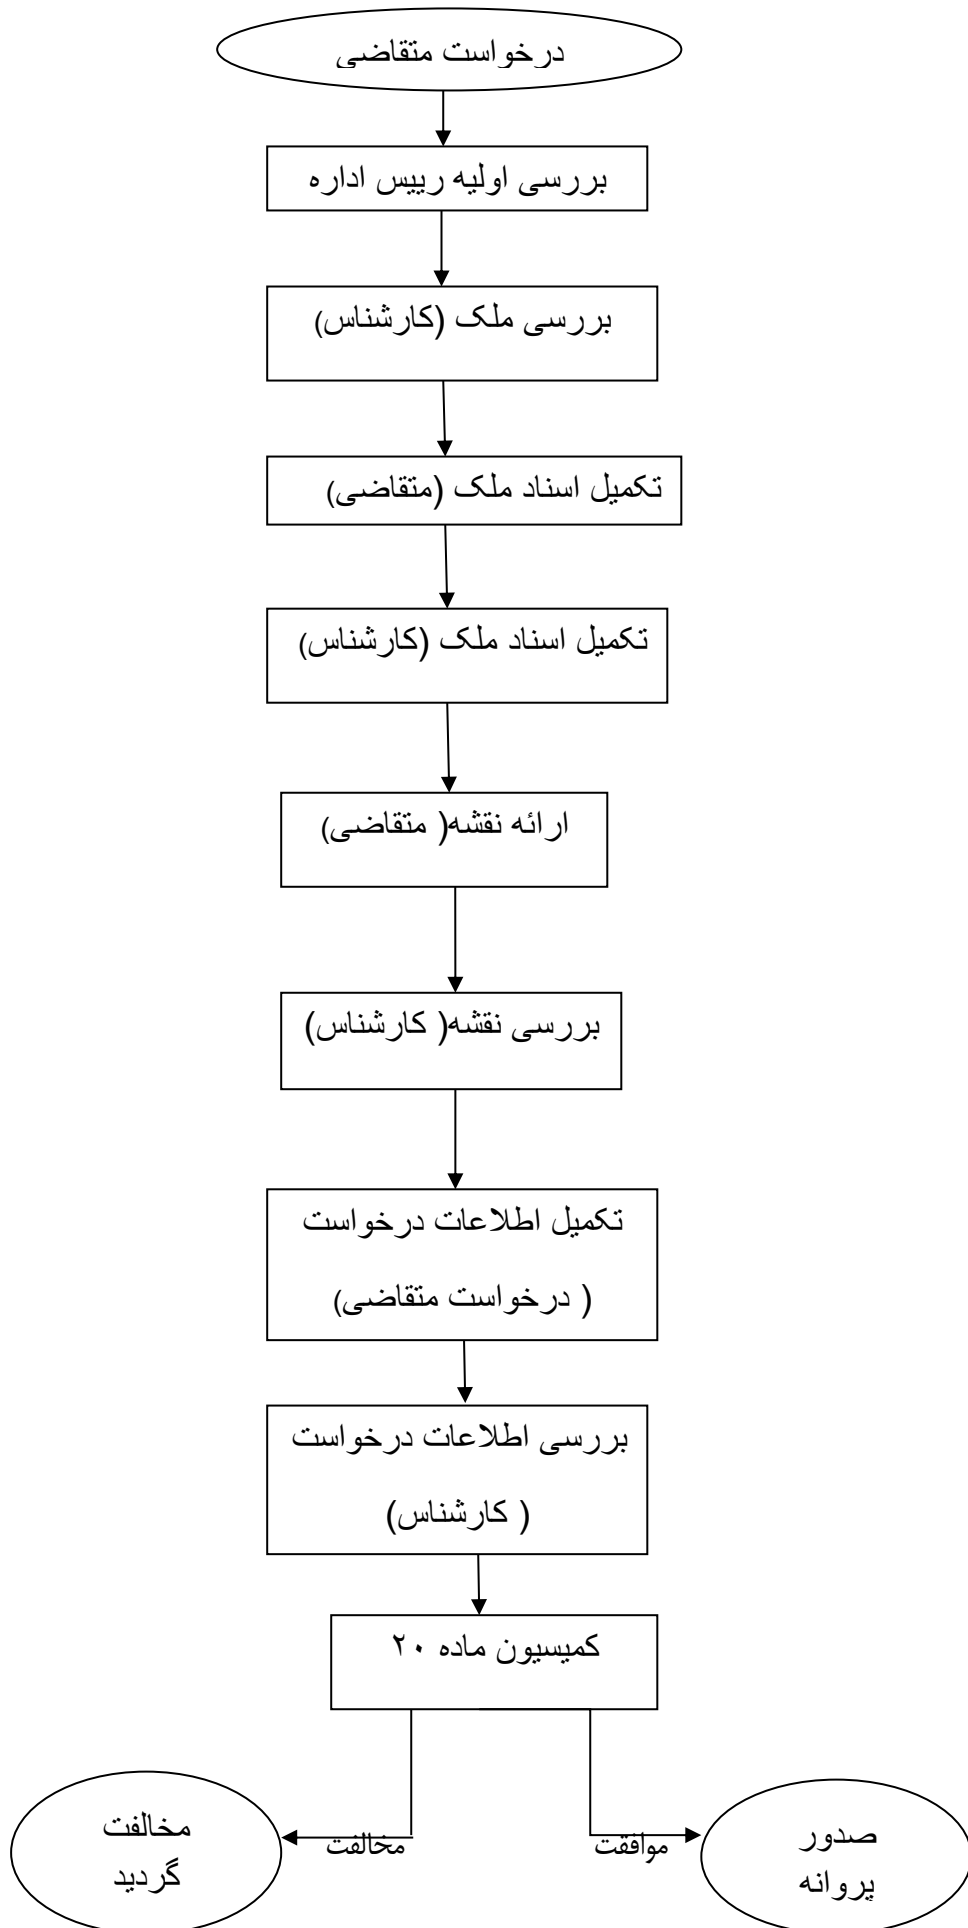 درخواست متقاضی
بررسی اولیه رییس اداره
بررسی ملک (کارشناس)
تکمیل اسناد ملک (متقاضی)
تکمیل اسناد ملک (کارشناس)
ارائه نقشه( متقاضی)
بررسی نقشه( کارشناس)
تکمیل اطلاعات درخواست
( درخواست متقاضی)
بررسی اطلاعات درخواست
( کارشناس)
کمیسیون ماده ۲۰
موافقت
مخالفت
صدور
پروانه
مخالفت
گردید